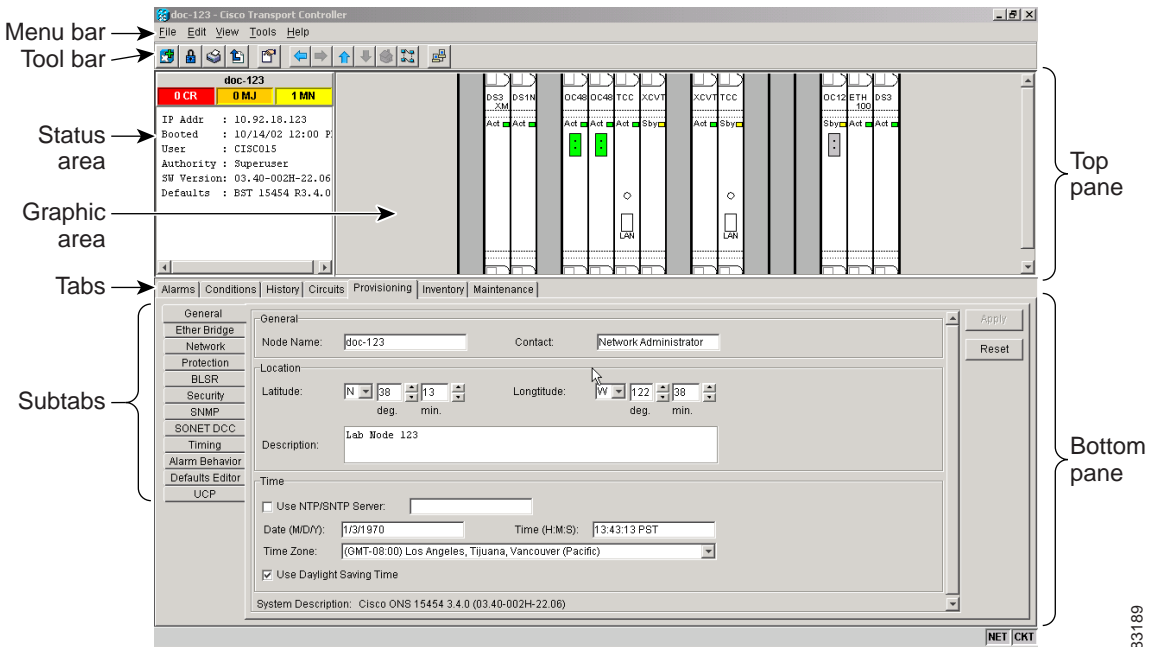 doc-123 - Cisco Transport Controller
Menu bar
File Edit View Tools Help
Tool bar
doc-123
0 CR 0 MJ 1 MN
IP Addr : 10.92.18.123
Booted : 10/14/02 12:00
User : CISCO15
Authority : Superuser
SW Version: 03.40-002H-22.06
Defaults : BST 15454 R3.4.0
Status
area
Graphic
area
DS3 XM DS1N OC48 OC48 TCC XCVT XCVT TCC OC12 ETH 100 DS3
Act Act Act Act Act Sby Act Sby Sby Act Act
LAN LAN
Top
pane
Tabs
Alarms Conditions History Circuits Provisioning Inventory Maintenance
Subtabs
General
Ether Bridge
Network
Protection
BLSR
Security
SNMP
SONET DCC
Timing
Alarm Behavior
Defaults Editor
UCP
General
Node Name: doc-123 Contact: Network Administrator
Location
Latitude: N 38 13 Longtitude: W 122 38
deg. min. deg. min.
Description: Lab Node 123
Time
Use NTP/SNTP Server:
Date (M/D/Y): 1/3/1970 Time (H:M:S): 13:43:13 PST
Time Zone: (GMT-08:00) Los Angeles, Tijuana, Vancouver (Pacific)
Use Daylight Saving Time
System Description: Cisco ONS 15454 3.4.0 (03.40-002H-22.06)
Apply
Reset
Bottom
pane
NET CKT
83189